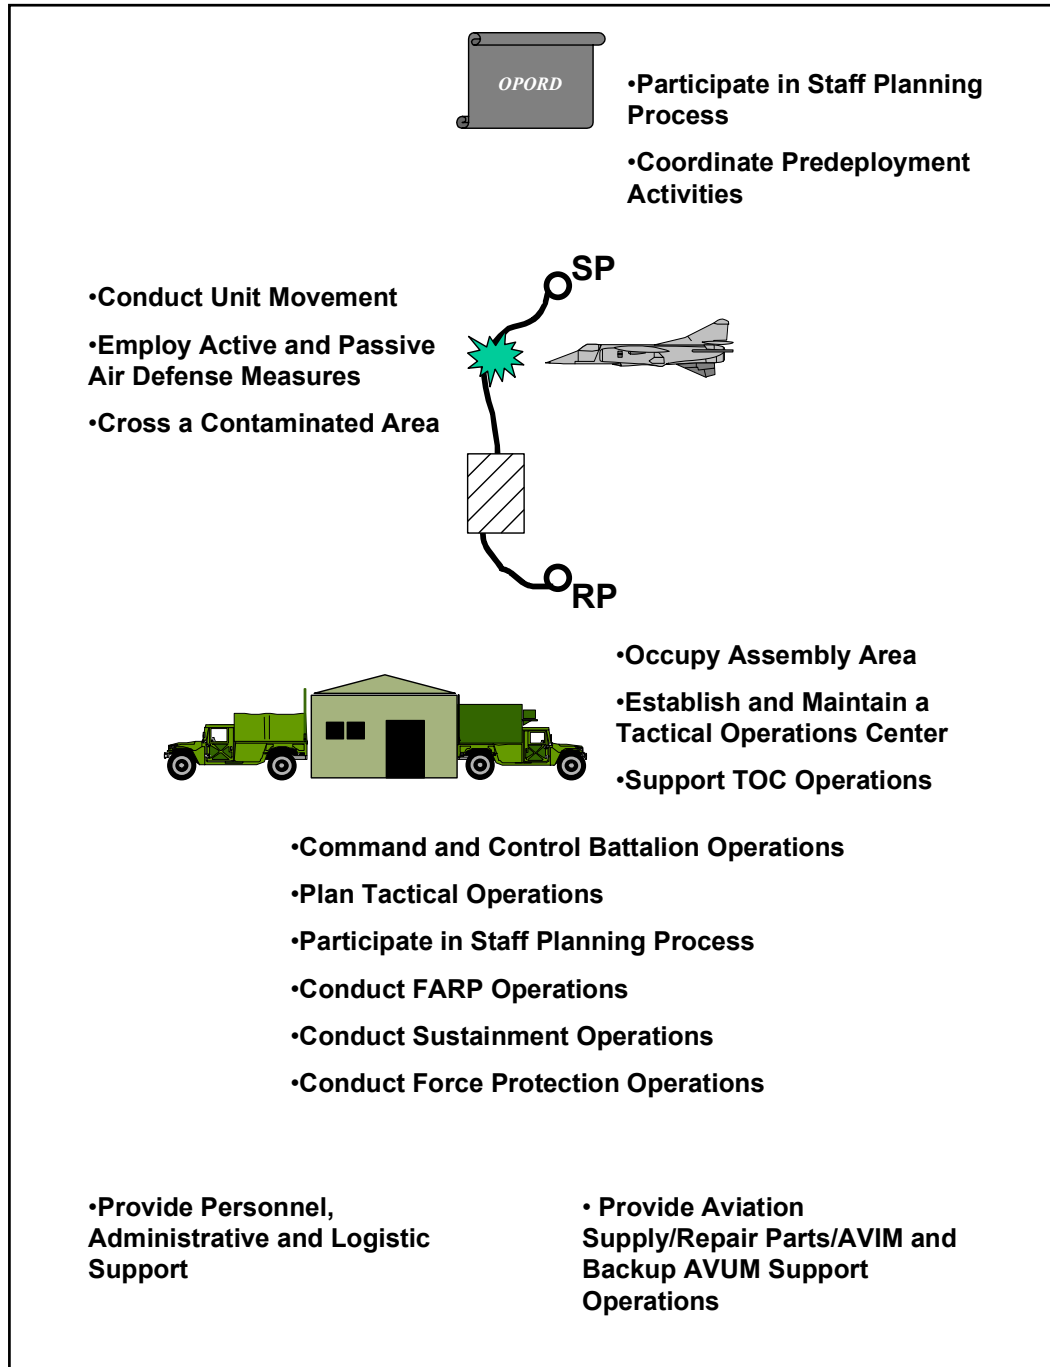 OPORD
•Participate in Staff Planning
Process
•Coordinate Predeployment
Activities
SP
•Conduct Unit Movement
•Employ Active and Passive
Air Defense Measures
•Cross a Contaminated Area
RP
•Occupy Assembly Area
•Establish and Maintain a
Tactical Operations Center
•Support TOC Operations
•Command and Control Battalion Operations
•Plan Tactical Operations
•Participate in Staff Planning Process
•Conduct FARP Operations
•Conduct Sustainment Operations
•Conduct Force Protection Operations
•Provide Personnel,
Administrative and Logistic
Support
• Provide Aviation
Supply/Repair Parts/AVIM and
Backup AVUM Support
Operations